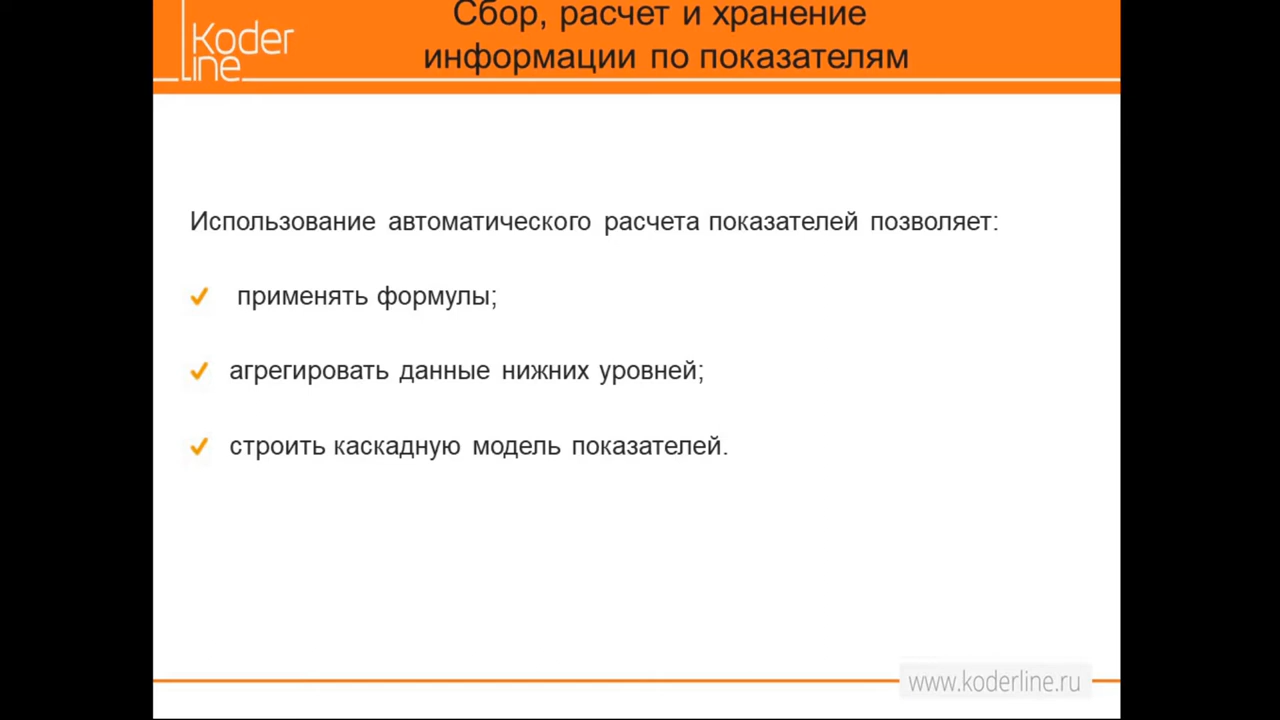 Koder
line
Сбор, расчет и хранение
информации по показателям
Использование автоматического расчета показателей позволяет:
применять формулы;
агрегировать данные нижних уровней;
строить каскадную модель показателей.
www.koderline.ru